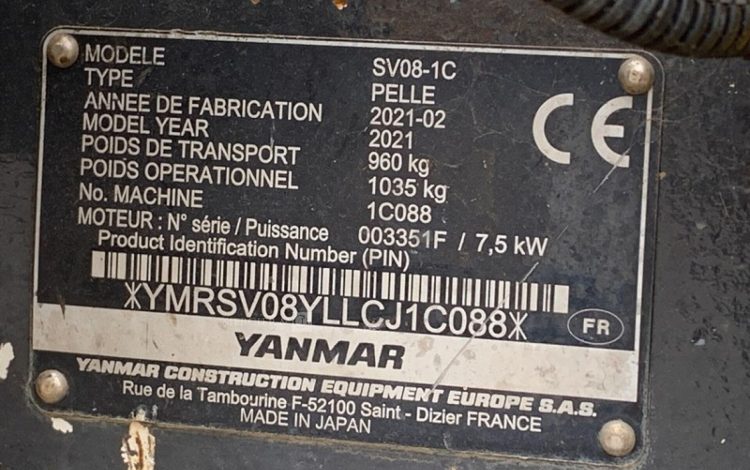 MODELE SV08-1C
TYPE PELLE
ANNEE DE FABRICATION 2021-02
MODEL YEAR 2021
POIDS DE TRANSPORT 960 kg
POIDS OPERATIONNEL 1035 kg
No. MACHINE 1C088
MOTEUR : N° série / Puissance 003351F / 7,5 kW
Product Identification Number (PIN)
*YMRSV08YLLCJ1C088*
CE
FR
YANMAR
YANMAR CONSTRUCTION EQUIPMENT EUROPE S.A.S.
Rue de la Tambourine F-52100 Saint - Dizier FRANCE
MADE IN JAPAN